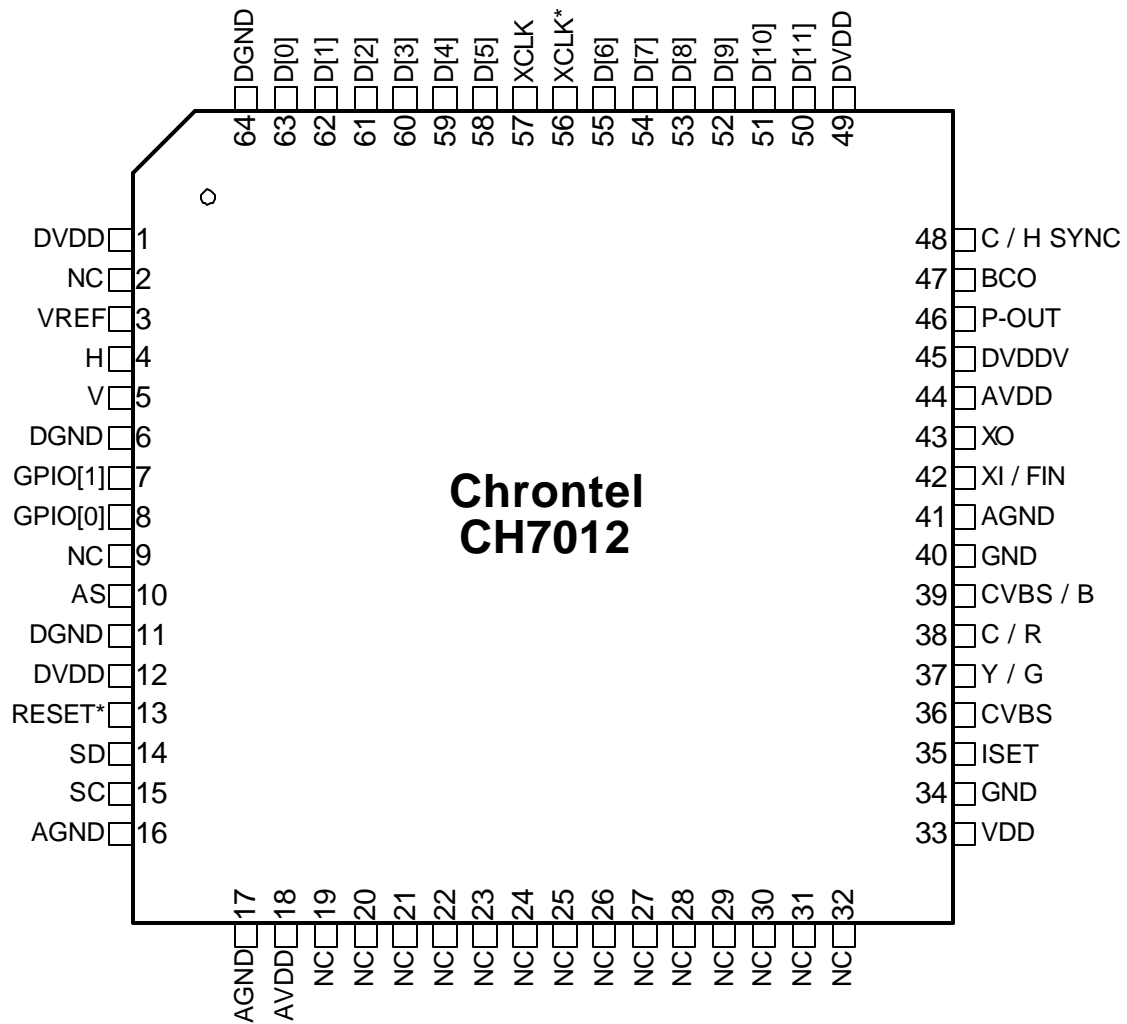 DGND
D[0]
D[1]
D[2]
D[3]
D[4]
D[5]
XCLK
XCLK*
D[6]
D[7]
D[8]
D[9]
D[10]
D[11]
DVDD
64
63
62
61
60
59
58
57
56
55
54
53
52
51
50
49
DVDD 1
NC 2
VREF 3
H 4
V 5
DGND 6
GPIO[1] 7
GPIO[0] 8
NC 9
AS 10
DGND 11
DVDD 12
RESET* 13
SD 14
SC 15
AGND 16
Chrontel
CH7012
48 C / H SYNC
47 BCO
46 P-OUT
45 DVDDV
44 AVDD
43 XO
42 XI / FIN
41 AGND
40 GND
39 CVBS / B
38 C / R
37 Y / G
36 CVBS
35 ISET
34 GND
33 VDD
17
18
19
20
21
22
23
24
25
26
27
28
29
30
31
32
AGND
AVDD
NC
NC
NC
NC
NC
NC
NC
NC
NC
NC
NC
NC
NC
NC